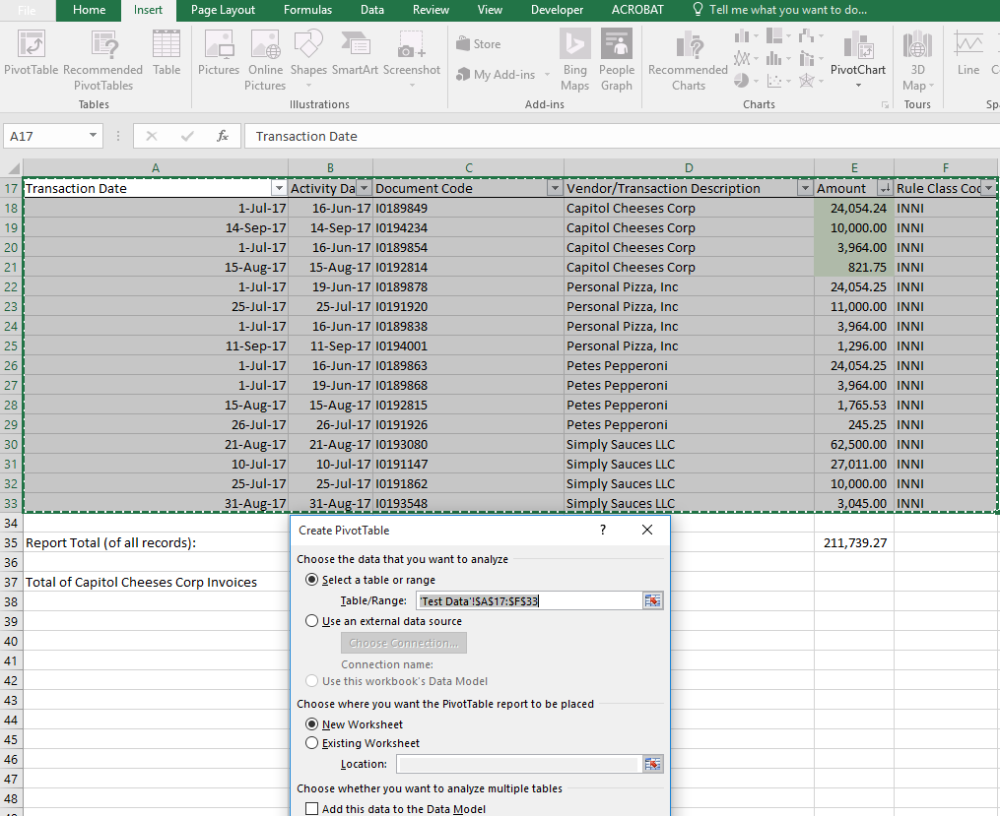 File Home Insert Page Layout Formulas Data Review View Developer ACROBAT Tell me what you want to do...
PivotTable Recommended PivotTables Table
Tables
Pictures Online Pictures Shapes SmartArt Screenshot
Illustrations
Store
My Add-ins
Bing Maps People Graph
Add-ins
Recommended Charts PivotChart
Charts
3D Map
Tours
Line
A17 fx Transaction Date
A B C D E F
17 Transaction Date Activity Da Document Code Vendor/Transaction Description Amount Rule Class Coc
18 1-Jul-17 16-Jun-17 I0189849 Capitol Cheeses Corp 24,054.24 INNI
19 14-Sep-17 14-Sep-17 I0194234 Capitol Cheeses Corp 10,000.00 INNI
20 1-Jul-17 16-Jun-17 I0189854 Capitol Cheeses Corp 3,964.00 INNI
21 15-Aug-17 15-Aug-17 I0192814 Capitol Cheeses Corp 821.75 INNI
22 1-Jul-17 19-Jun-17 I0189878 Personal Pizza, Inc 24,054.25 INNI
23 25-Jul-17 25-Jul-17 I0191920 Personal Pizza, Inc 11,000.00 INNI
24 1-Jul-17 16-Jun-17 I0189838 Personal Pizza, Inc 3,964.00 INNI
25 11-Sep-17 11-Sep-17 I0194001 Personal Pizza, Inc 1,296.00 INNI
26 1-Jul-17 16-Jun-17 I0189863 Petes Pepperoni 24,054.25 INNI
27 1-Jul-17 19-Jun-17 I0189868 Petes Pepperoni 3,964.00 INNI
28 15-Aug-17 15-Aug-17 I0192815 Petes Pepperoni 1,765.53 INNI
29 26-Jul-17 26-Jul-17 I0191926 Petes Pepperoni 245.25 INNI
30 21-Aug-17 21-Aug-17 I0193080 Simply Sauces LLC 62,500.00 INNI
31 10-Jul-17 10-Jul-17 I0191147 Simply Sauces LLC 27,011.00 INNI
32 25-Jul-17 25-Jul-17 I0191862 Simply Sauces LLC 10,000.00 INNI
33 31-Aug-17 31-Aug-17 I0193548 Simply Sauces LLC 3,045.00 INNI
34
35 Report Total (of all records): 211,739.27
36
37 Total of Capitol Cheeses Corp Invoices
38
39
40
41
42
43
44
45
46
47
48
Create PivotTable ?
Choose the data that you want to analyze
Select a table or range
Table/Range: 'Test Data'!$A$17:$F$33
Use an external data source
Choose Connection...
Connection name:
Use this workbook's Data Model
Choose where you want the PivotTable report to be placed
New Worksheet
Existing Worksheet
Location:
Choose whether you want to analyze multiple tables
Add this data to the Data Model